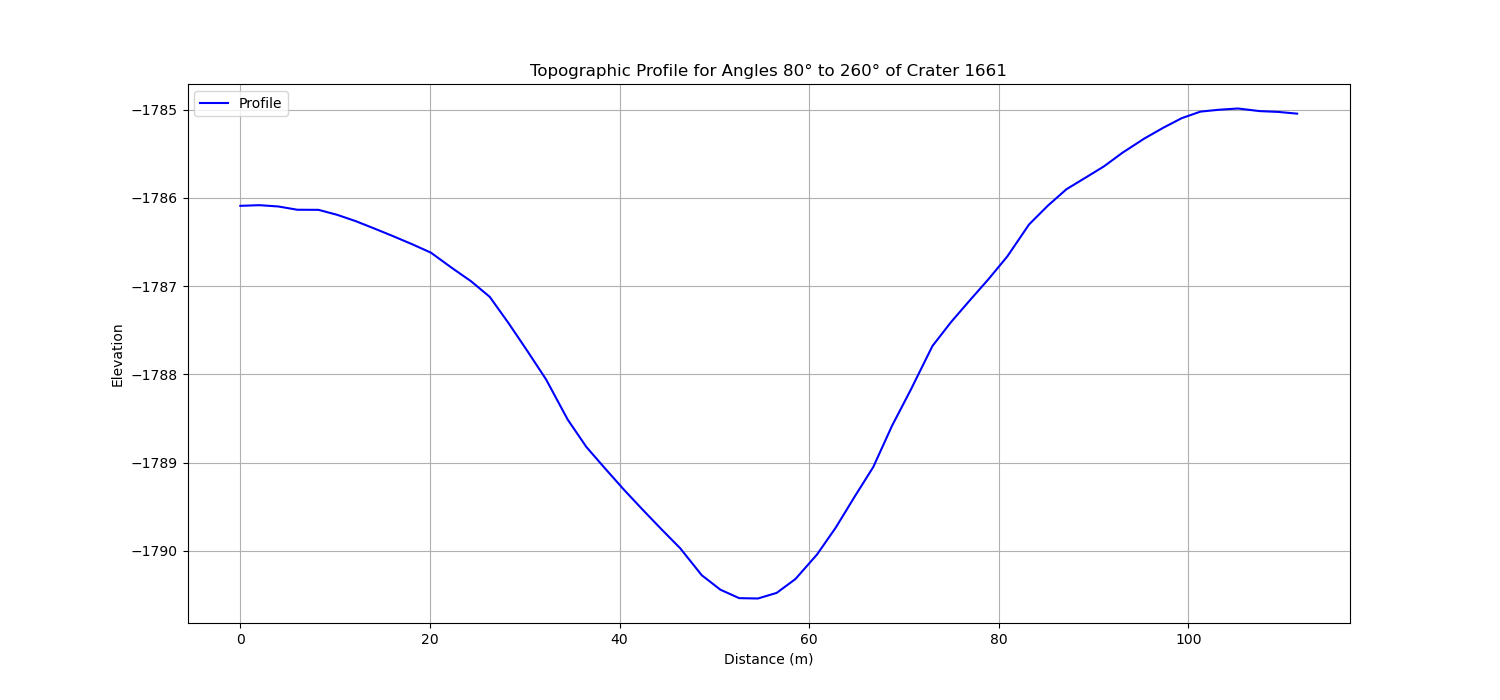 Topographic Profile for Angles 80° to 260° of Crater 1661
Profile
−1785
−1786
−1787
−1788
−1789
−1790
Elevation
0 20 40 60 80 100
Distance (m)